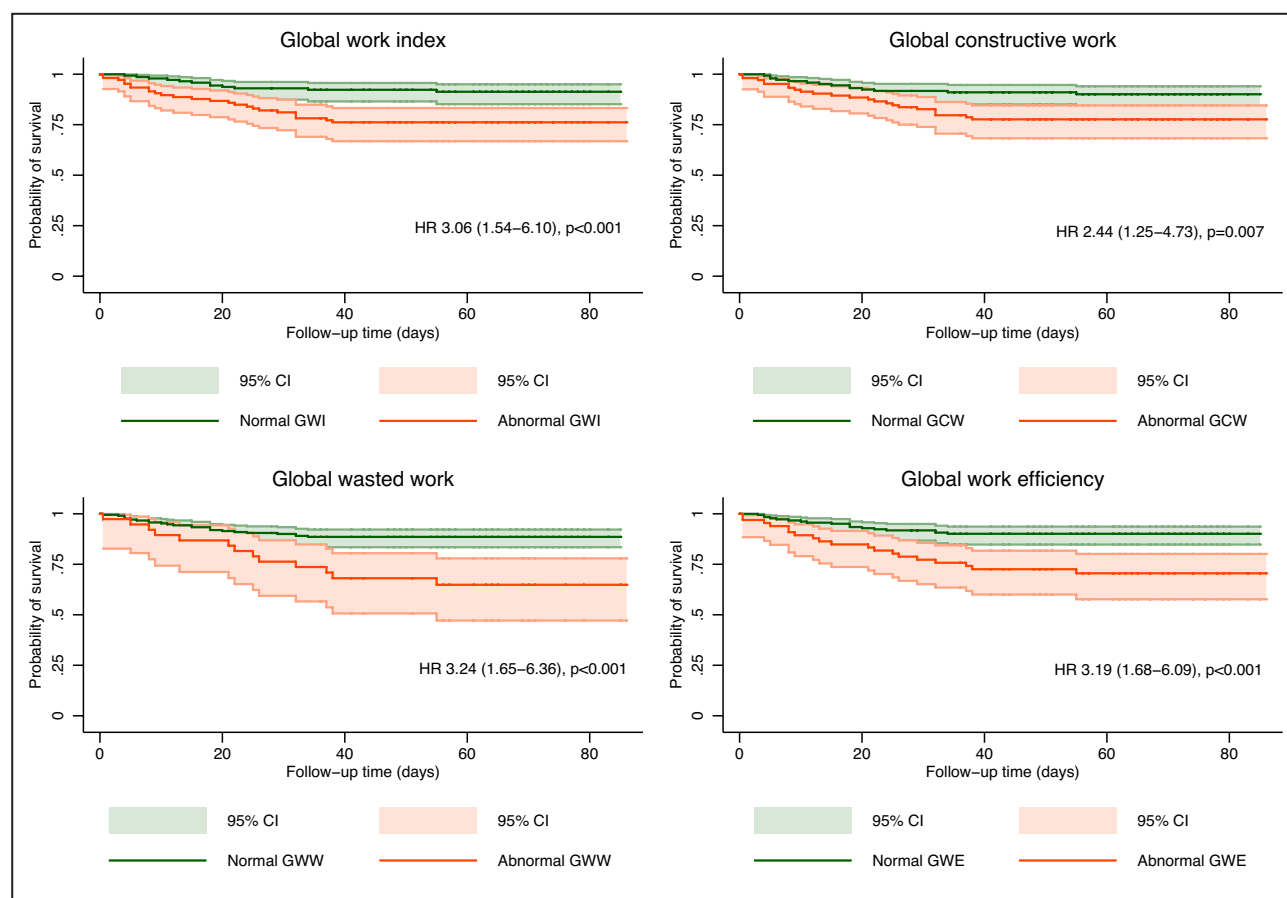 Global work index
Probability of survival
1
.75
.5
.25
0
HR 3.06 (1.54–6.10), p<0.001
0 20 40 60 80
Follow–up time (days)
95% CI 95% CI
Normal GWI Abnormal GWI
Global constructive work
Probability of survival
1
.75
.5
.25
0
HR 2.44 (1.25–4.73), p=0.007
0 20 40 60 80
Follow–up time (days)
95% CI 95% CI
Normal GCW Abnormal GCW
Global wasted work
Probability of survival
1
.75
.5
.25
0
HR 3.24 (1.65–6.36), p<0.001
0 20 40 60 80
Follow–up time (days)
95% CI 95% CI
Normal GWW Abnormal GWW
Global work efficiency
Probability of survival
1
.75
.5
.25
0
HR 3.19 (1.68–6.09), p<0.001
0 20 40 60 80
Follow–up time (days)
95% CI 95% CI
Normal GWE Abnormal GWE